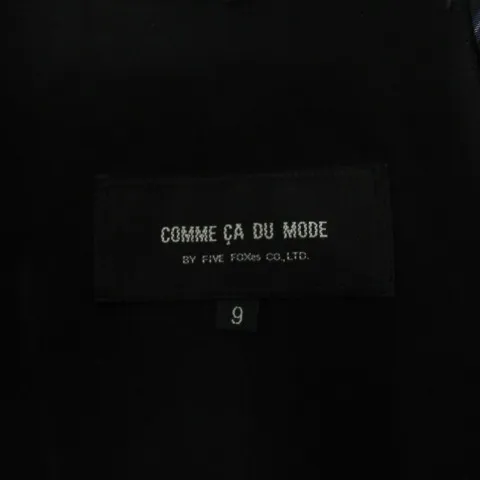 COMME ÇA DU MODE
BY FIVE FOXes CO.,LTD.
9